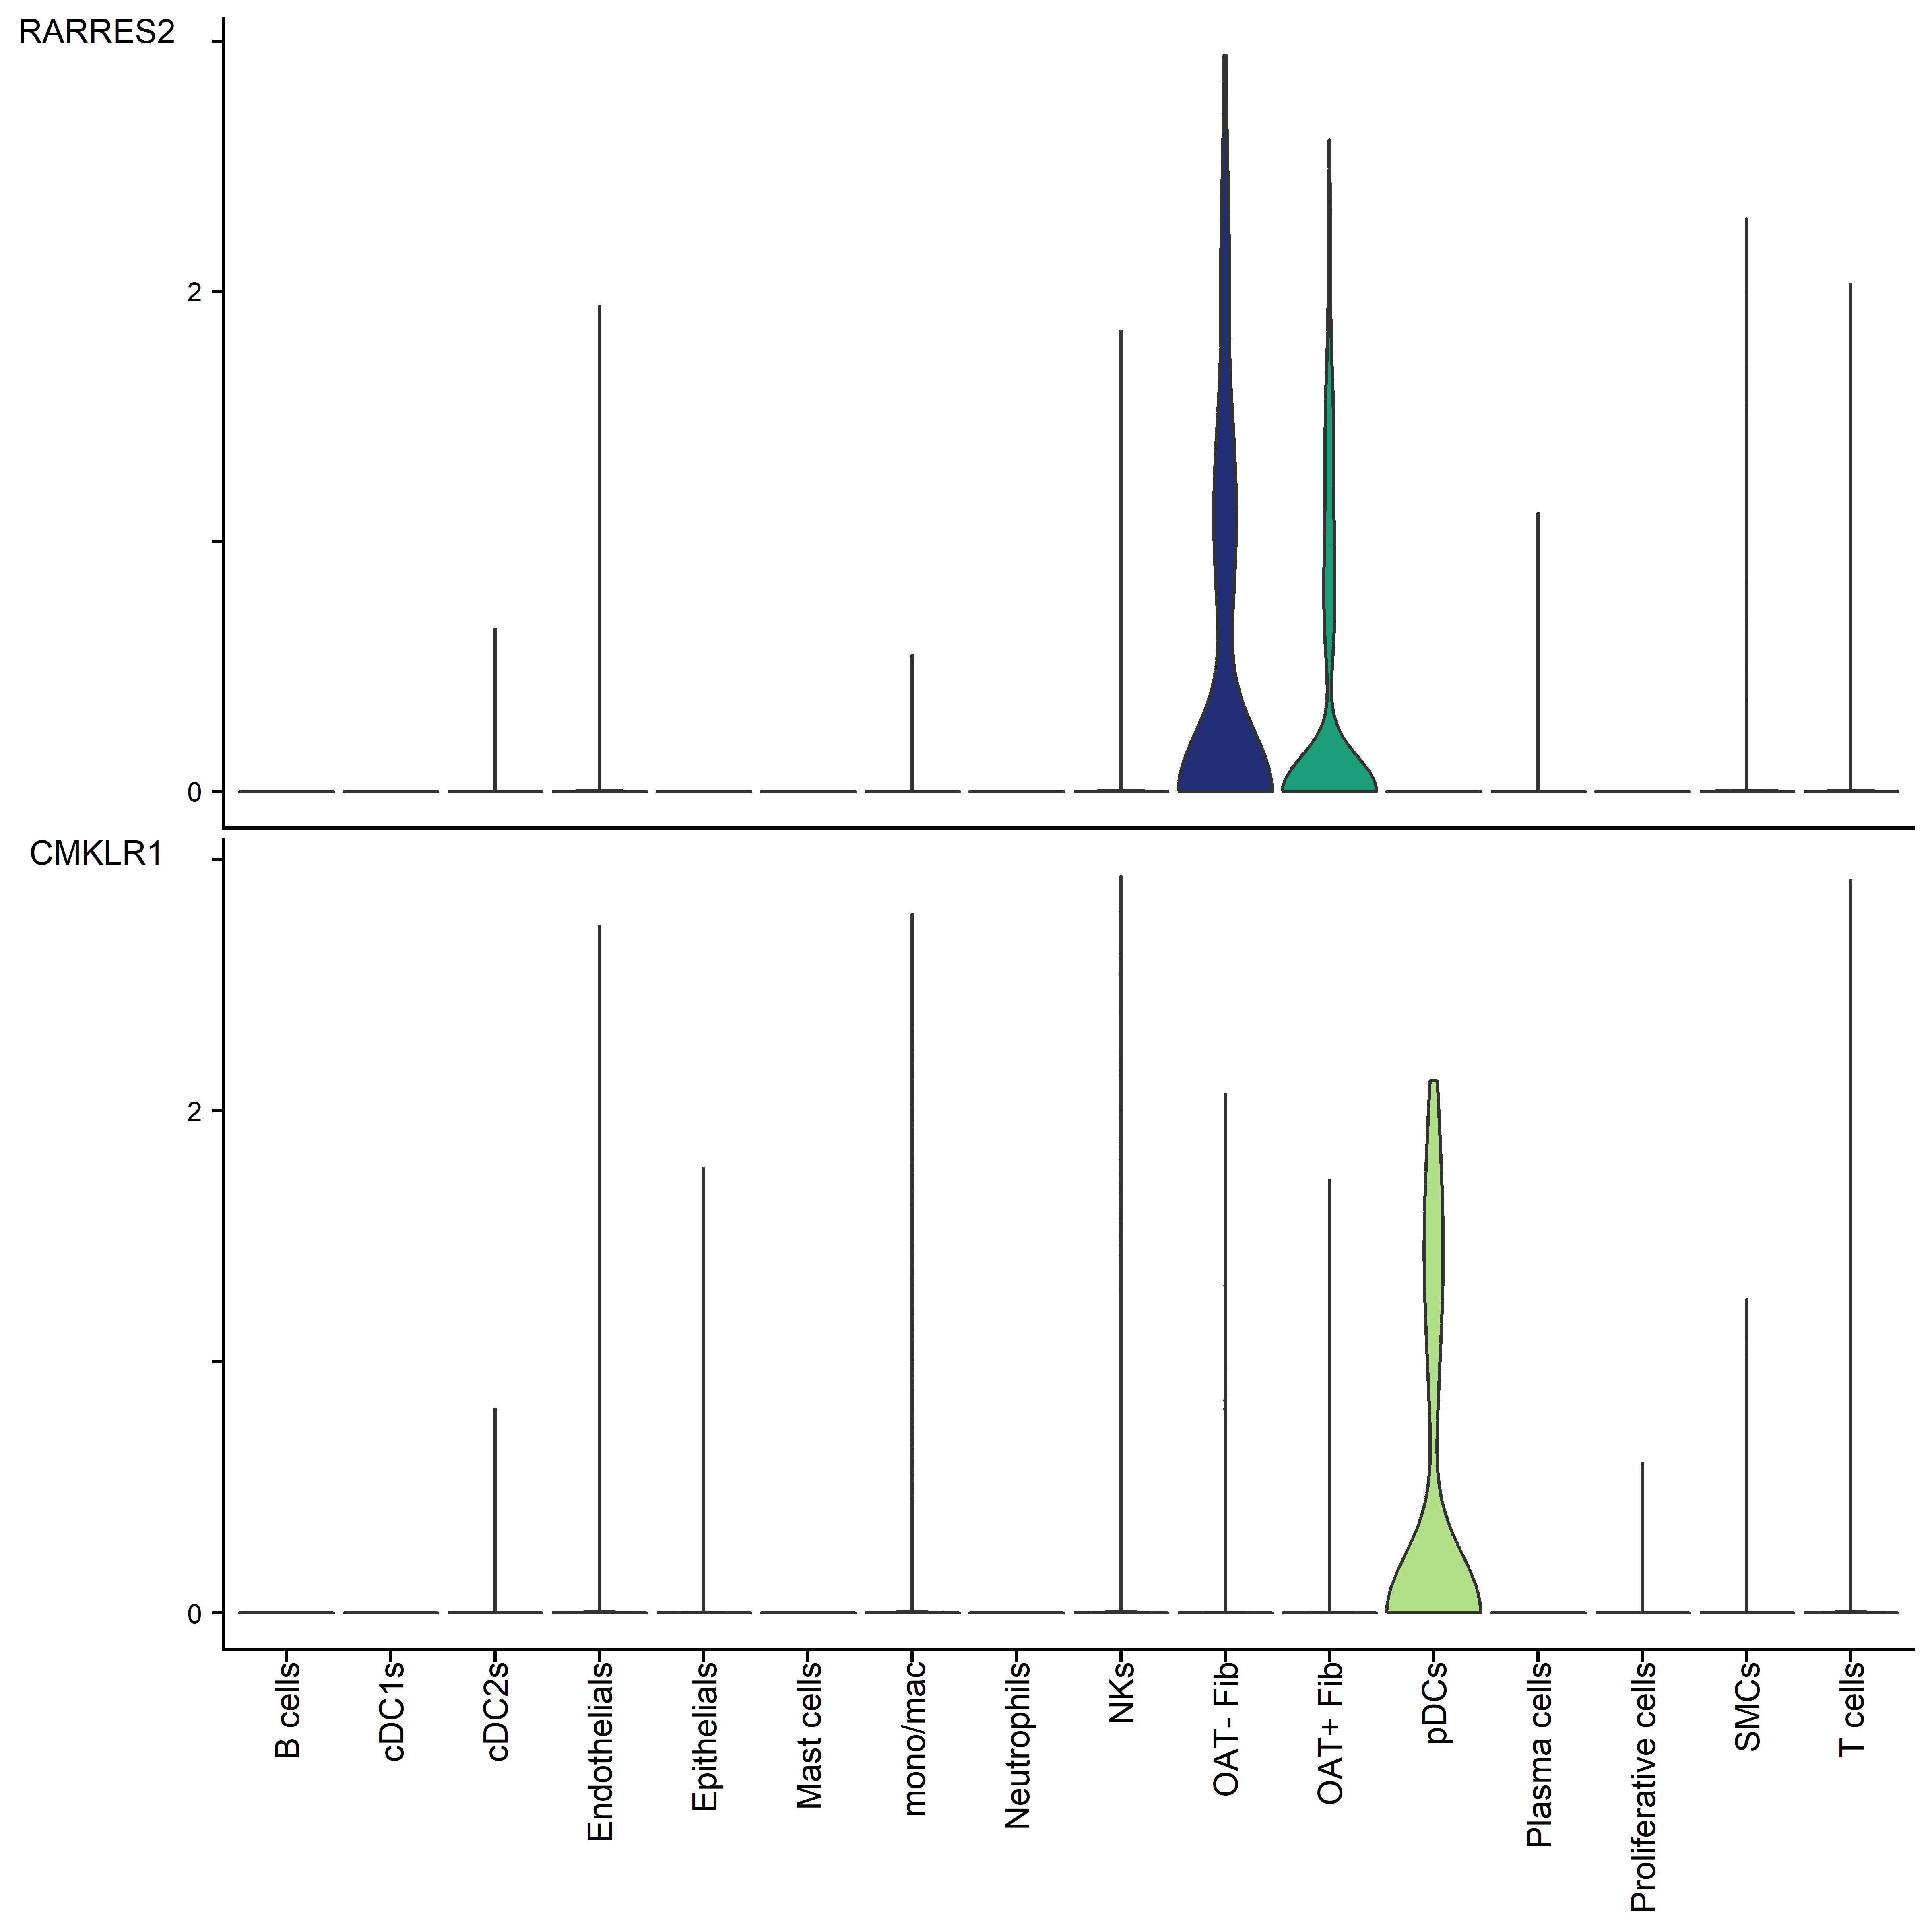 RARRES2
2
0
CMKLR1
2
0
B cells
cDC1s
cDC2s
Endothelials
Epithelials
Mast cells
mono/mac
Neutrophils
NKs
OAT- Fib
OAT+ Fib
pDCs
Plasma cells
Proliferative cells
SMCs
T cells